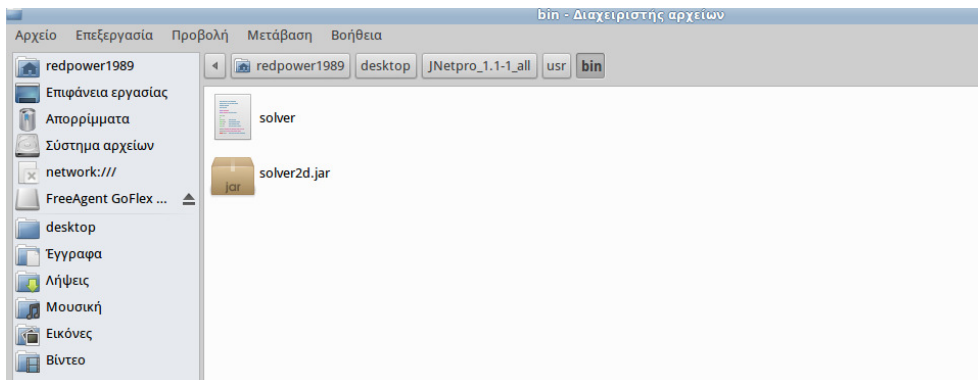 bin - Διαχειριστής αρχείων
Αρχείο Επεξεργασία Προβολή Μετάβαση Βοήθεια
redpower1989
Επιφάνεια εργασίας
Απορρίμματα
Σύστημα αρχείων
network:///
FreeAgent GoFlex ...
desktop
Έγγραφα
Λήψεις
Μουσική
Εικόνες
Βίντεο
redpower1989 desktop JNetpro_1.1-1_all usr bin
solver
solver2d.jar
jar